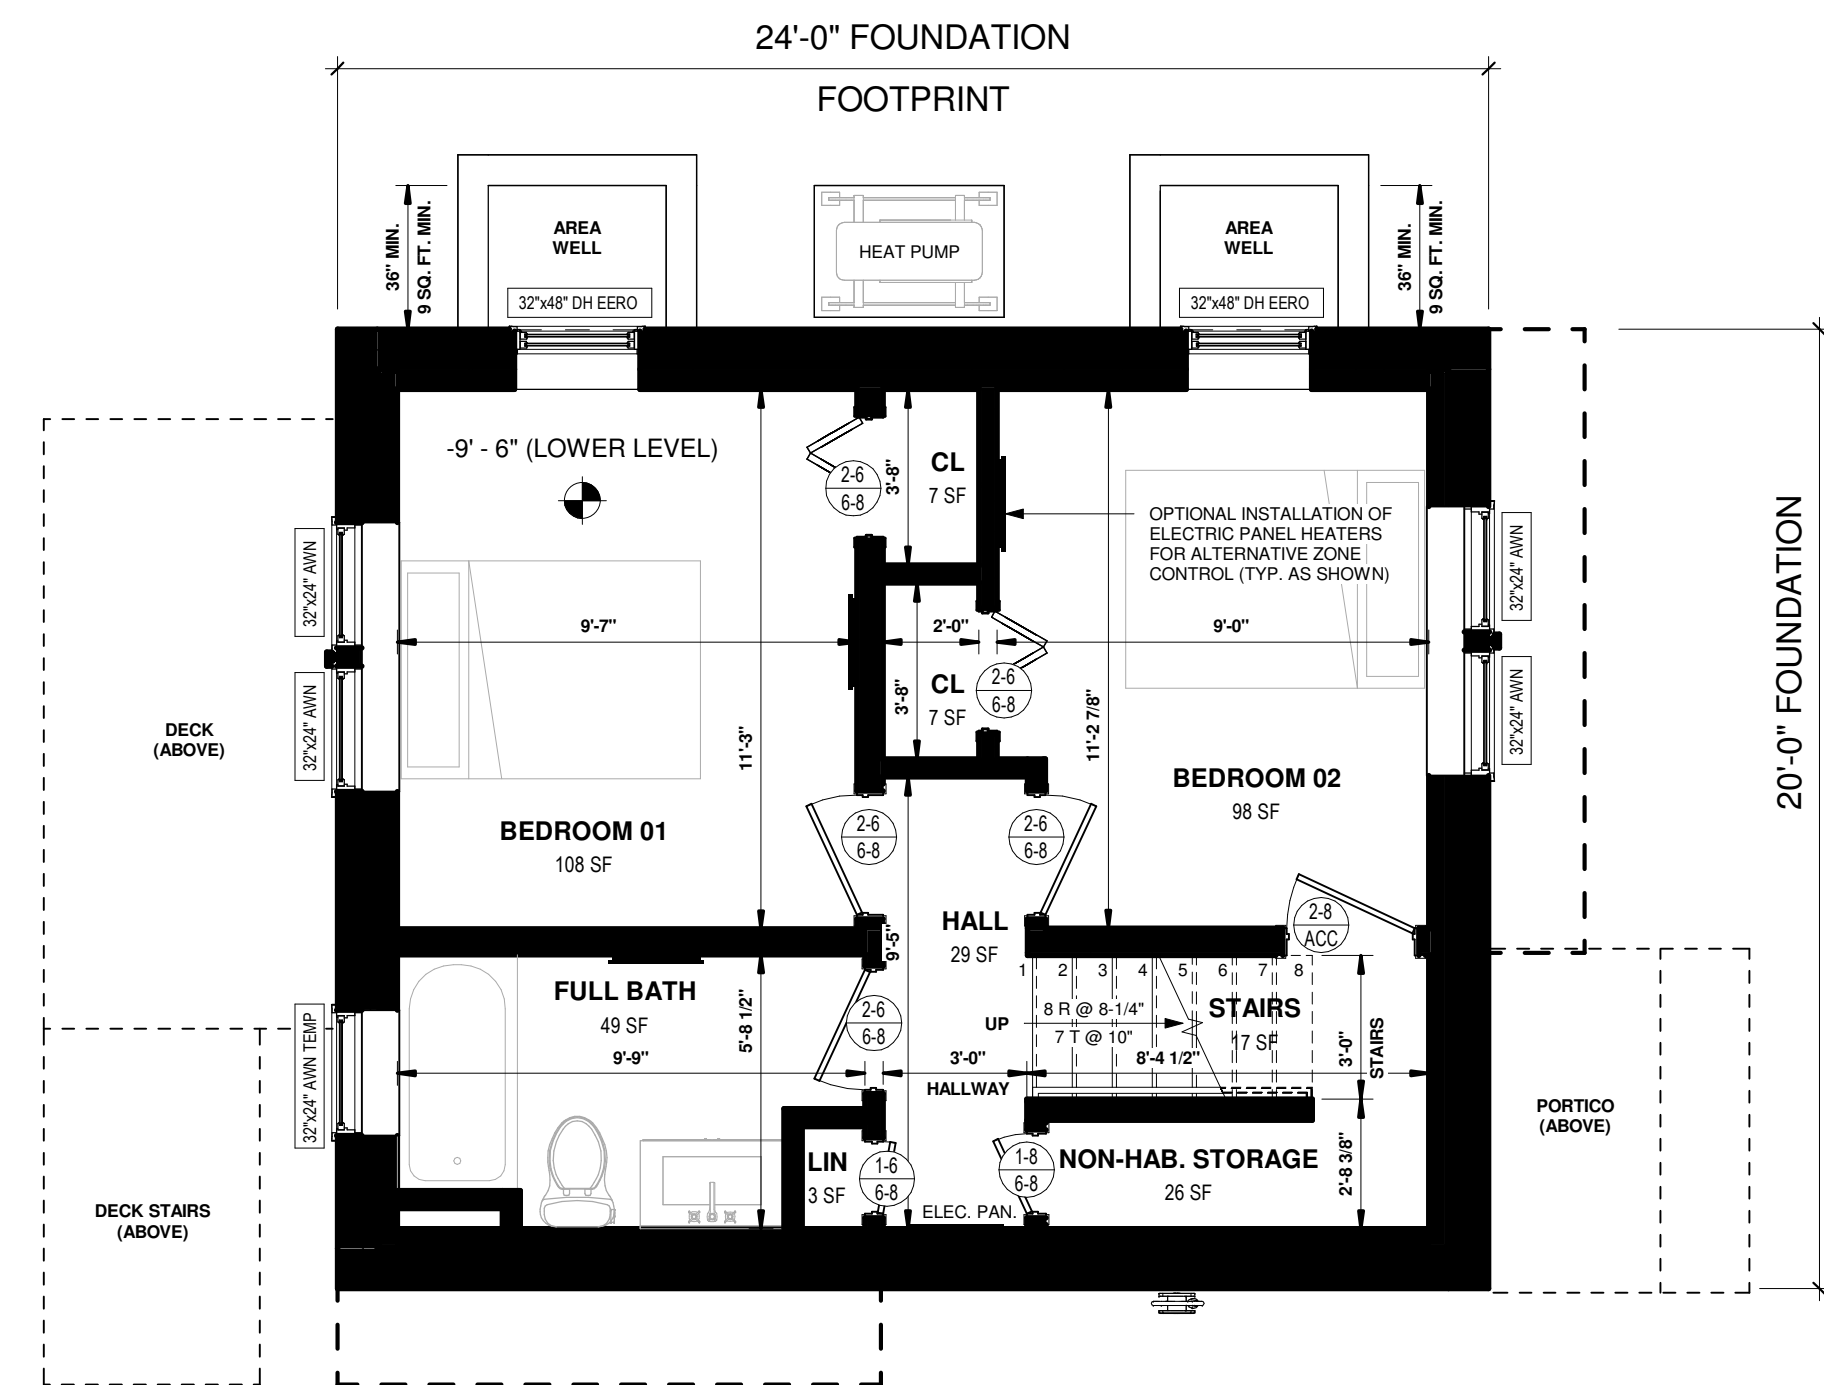 24'-0" FOUNDATION
FOOTPRINT
36" MIN.
9 SQ. FT. MIN.
AREA
WELL
32"x48" DH EERO
HEAT PUMP
AREA
WELL
32"x48" DH EERO
36" MIN.
9 SQ. FT. MIN.
-9' - 6" (LOWER LEVEL)
2-6
6-8
3'-8"
CL
7 SF
OPTIONAL INSTALLATION OF
ELECTRIC PANEL HEATERS
FOR ALTERNATIVE ZONE
CONTROL (TYP. AS SHOWN)
32"x24" AWN
32"x24" AWN
20'-0" FOUNDATION
9'-7"
2'-0"
9'-0"
3'-8"
CL
7 SF
2-6
6-8
32"x24" AWN
32"x24" AWN
DECK
(ABOVE)
11'-3"
11'-2 7/8"
BEDROOM 01
108 SF
2-6
6-8
2-6
6-8
BEDROOM 02
98 SF
HALL
29 SF
9'-5"
2-8
ACC
1 2 3 4 5 6 7 8
FULL BATH
49 SF
5'-8 1/2"
2-6
6-8
UP
8 R @ 8-1/4"
7 T @ 10"
STAIRS
17 SF
3'-0"
STAIRS
32"x24" AWN TEMP
9'-9"
3'-0"
HALLWAY
8'-4 1/2"
PORTICO
(ABOVE)
LIN
3 SF
1-6
6-8
1-8
6-8
NON-HAB. STORAGE
26 SF
2'-8 3/8"
ELEC. PAN.
DECK STAIRS
(ABOVE)